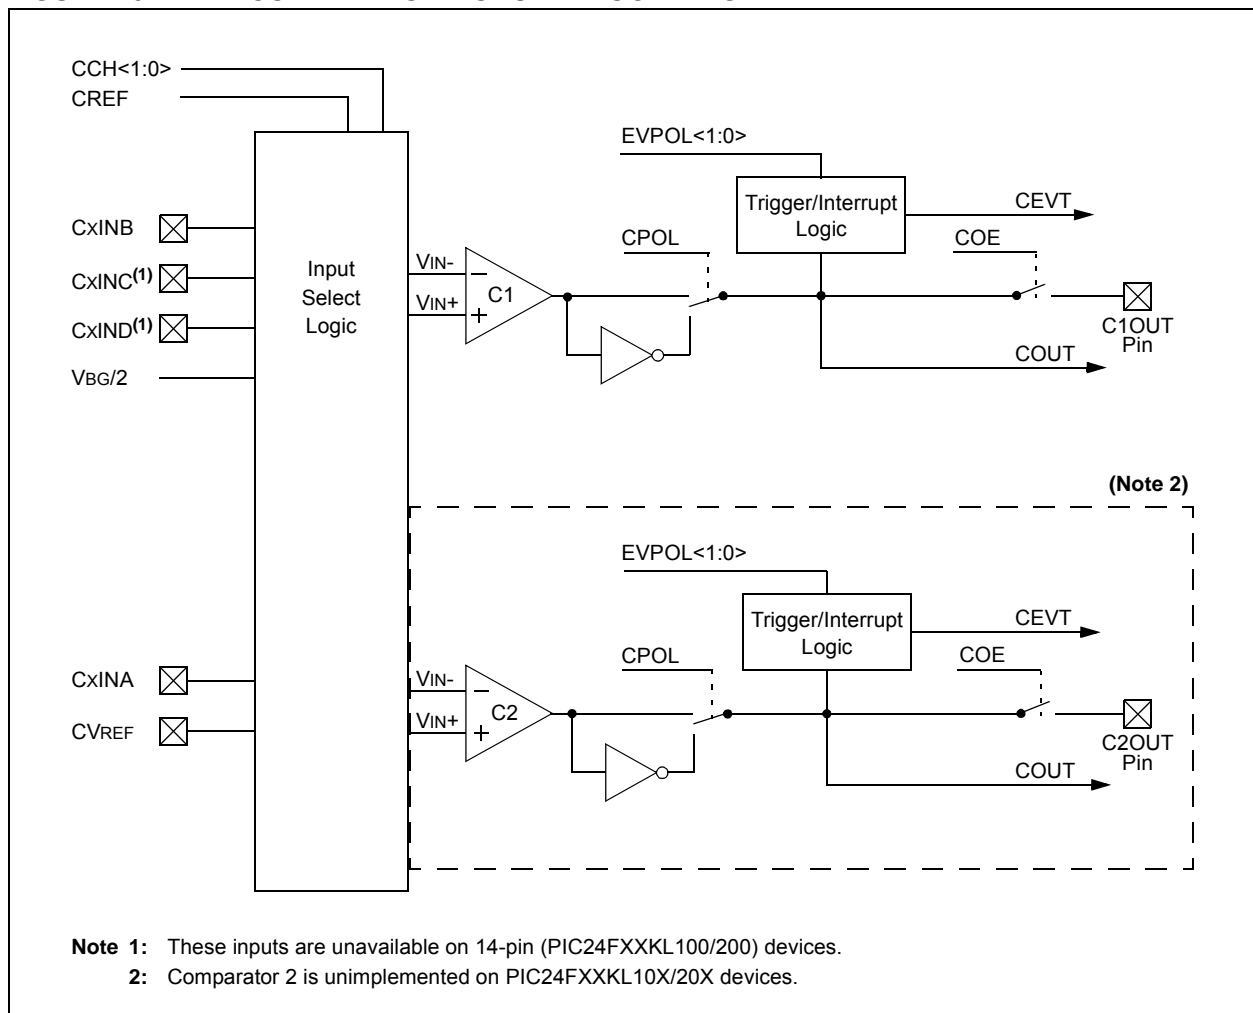 CCH<1:0>
CREF
EVPOL<1:0>
Trigger/Interrupt
Logic
CEVT
CPOL
COE
CXINB
CXINC(1)
CXIND(1)
VBG/2
Input
Select
Logic
VIN-
VIN+
C1
C1OUT
Pin
COUT
(Note 2)
EVPOL<1:0>
Trigger/Interrupt
Logic
CEVT
CPOL
COE
CXINA
CVREF
VIN-
VIN+
C2
C2OUT
Pin
COUT
Note 1: These inputs are unavailable on 14-pin (PIC24FXXKL100/200) devices.
2: Comparator 2 is unimplemented on PIC24FXXKL10X/20X devices.